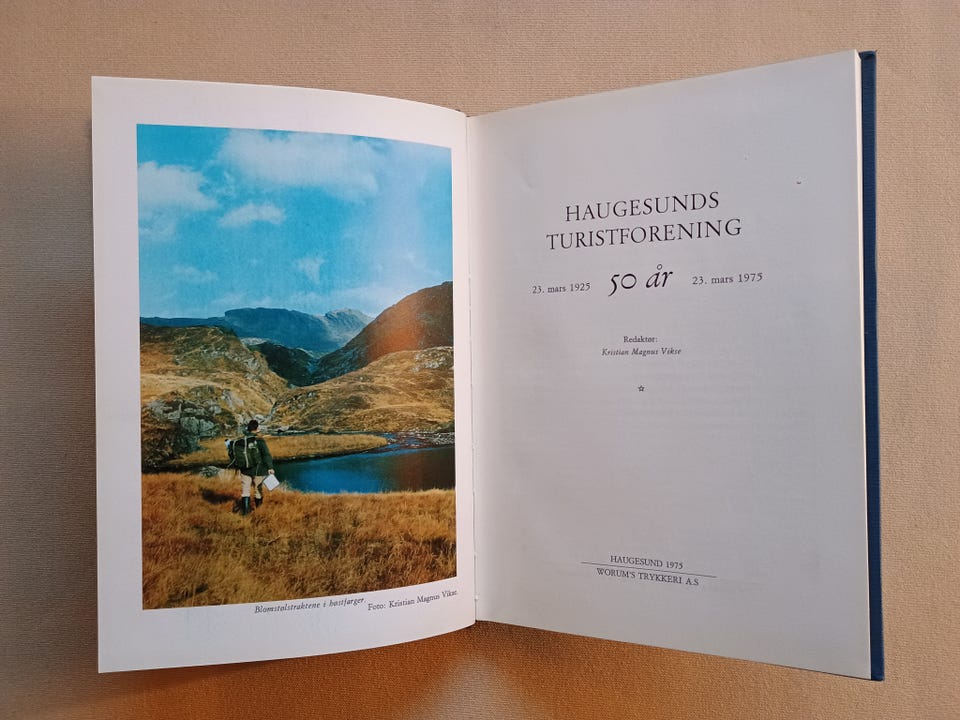 Blomstølstraktene i høstfarger.
Foto: Kristian Magnus Vikse.
HAUGESUNDS
TURISTFORENING
23. mars 1925 50 år 23. mars 1975
Redaktør:
Kristian Magnus Vikse
HAUGESUND 1975
WORUM'S TRYKKERI A.S